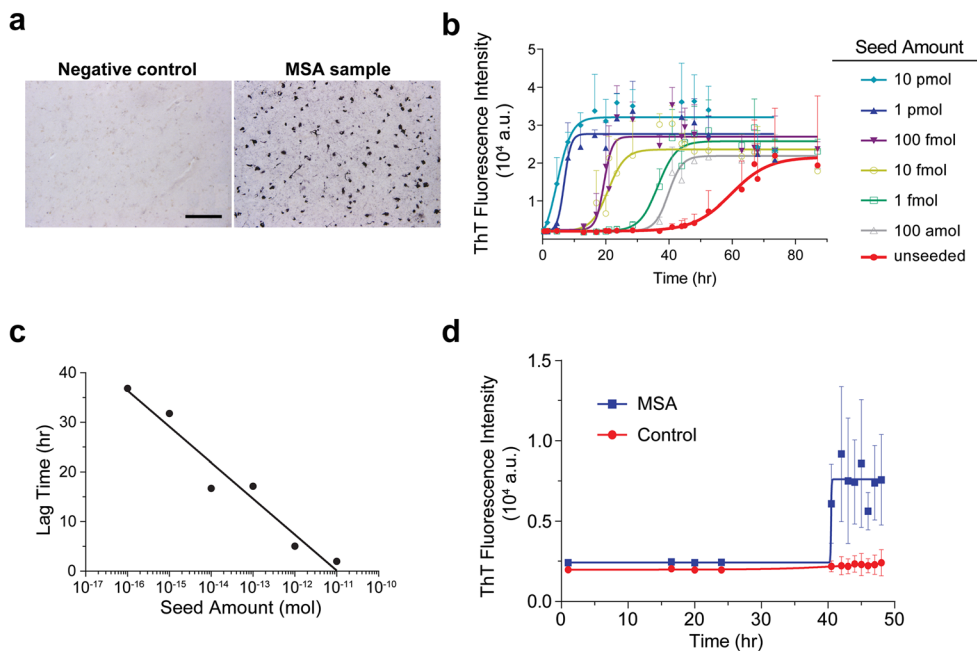 a
Negative control
MSA sample
b
ThT Fluorescence Intensity
(10⁴ a.u.)
5
4
3
2
1
0
20
40
60
80
Time (hr)
Seed Amount
10 pmol
1 pmol
100 fmol
10 fmol
1 fmol
100 amol
unseeded
c
Lag Time (hr)
40
30
20
10
0
10⁻¹⁷
10⁻¹⁶
10⁻¹⁵
10⁻¹⁴
10⁻¹³
10⁻¹²
10⁻¹¹
10⁻¹⁰
Seed Amount (mol)
d
ThT Fluorescence Intensity
(10⁴ a.u.)
1.5
1.0
0.5
0.0
MSA
Control
0
10
20
30
40
50
Time (hr)